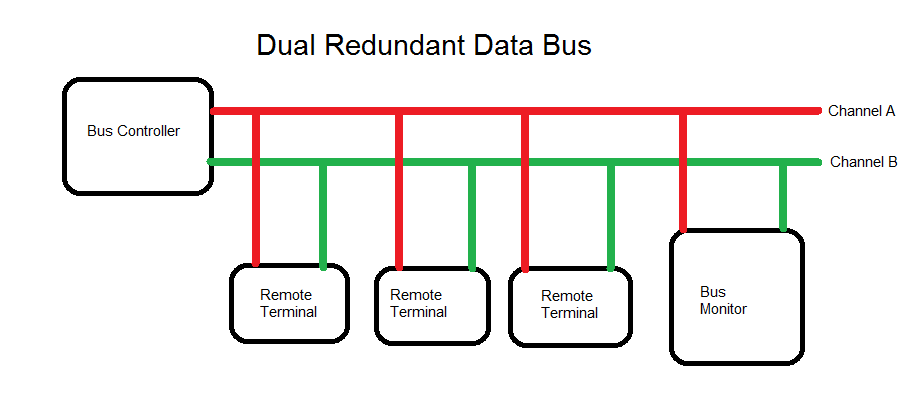 Dual Redundant Data Bus
Bus Controller
Channel A
Channel B
Remote
Terminal
Remote
Terminal
Remote
Terminal
Bus
Monitor